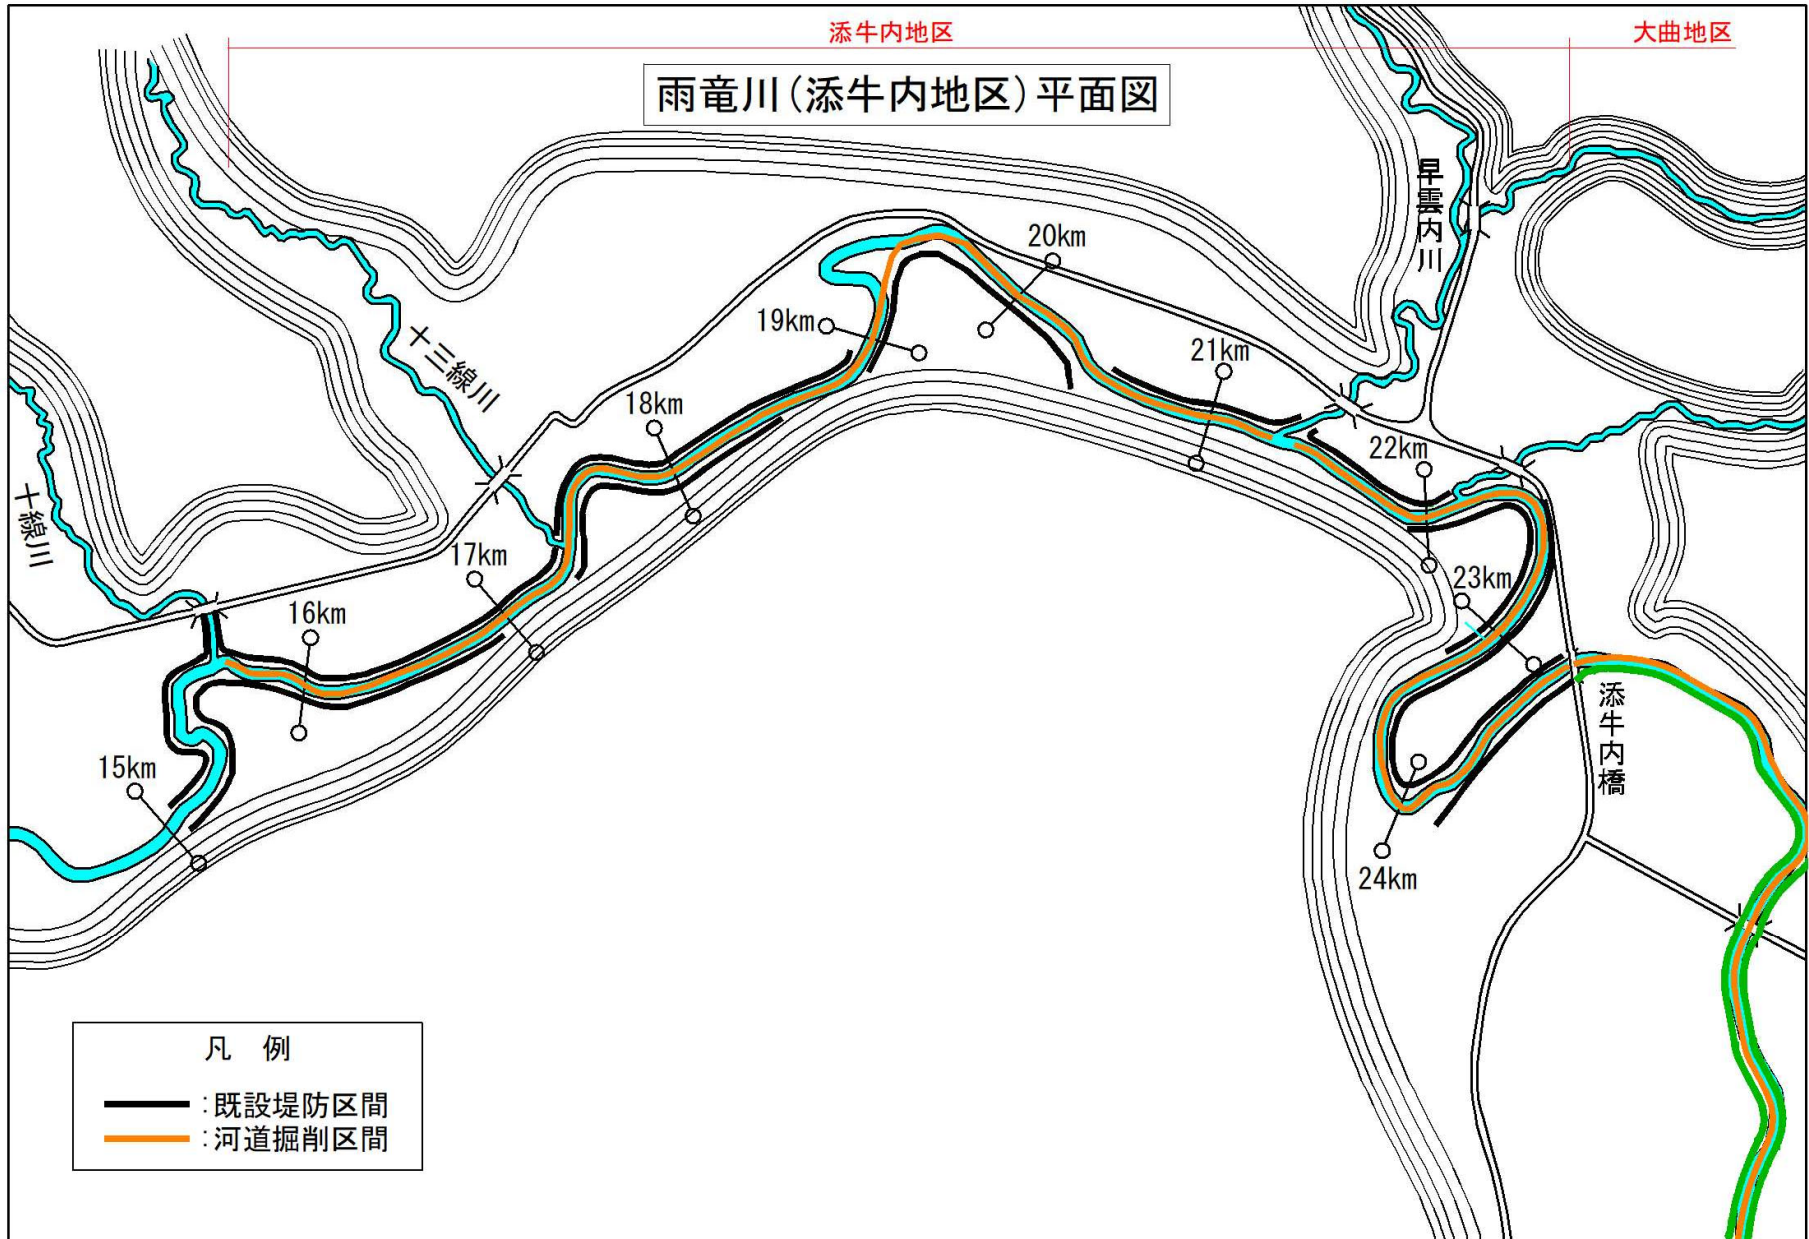 添牛内地区
大曲地区
雨竜川(添牛内地区)平面図
早雲内川
20km
19km
十三線川
21km
18km
22km
十線川
17km
23km
16km
添牛内橋
15km
24km
凡 例
:既設堤防区間
:河道掘削区間